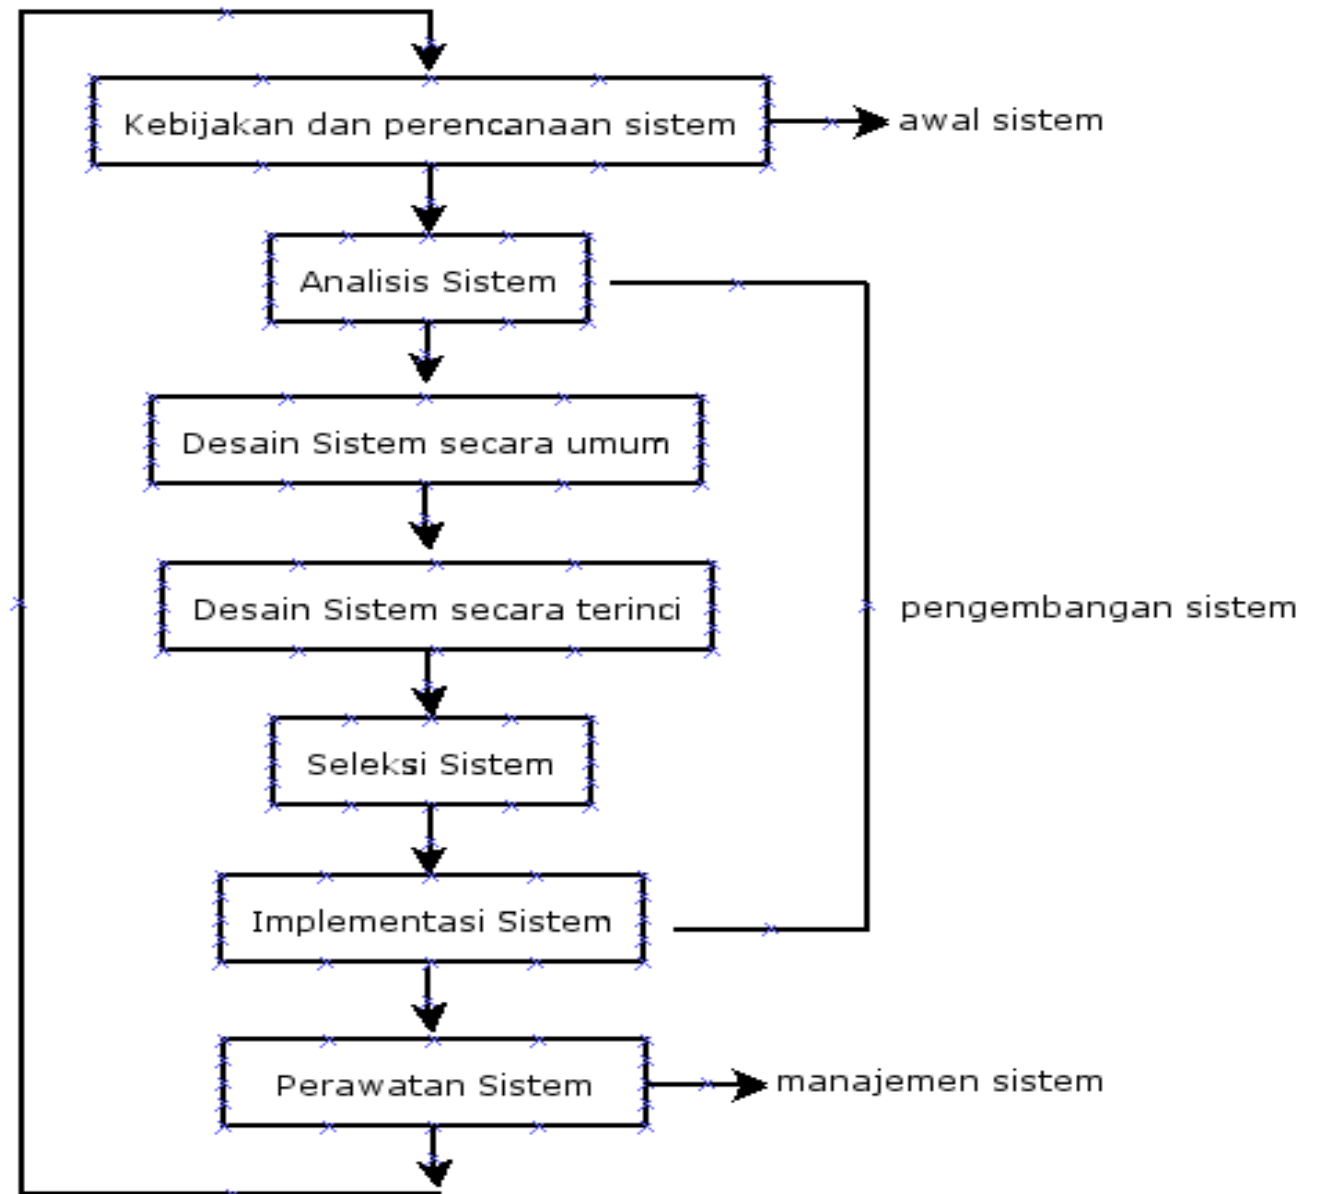 Kebijakan dan perencanaan sistem
awal sistem
Analisis Sistem
Desain Sistem secara umum
Desain Sistem secara terinci
pengembangan sistem
Seleksi Sistem
Implementasi Sistem
Perawatan Sistem
manajemen sistem